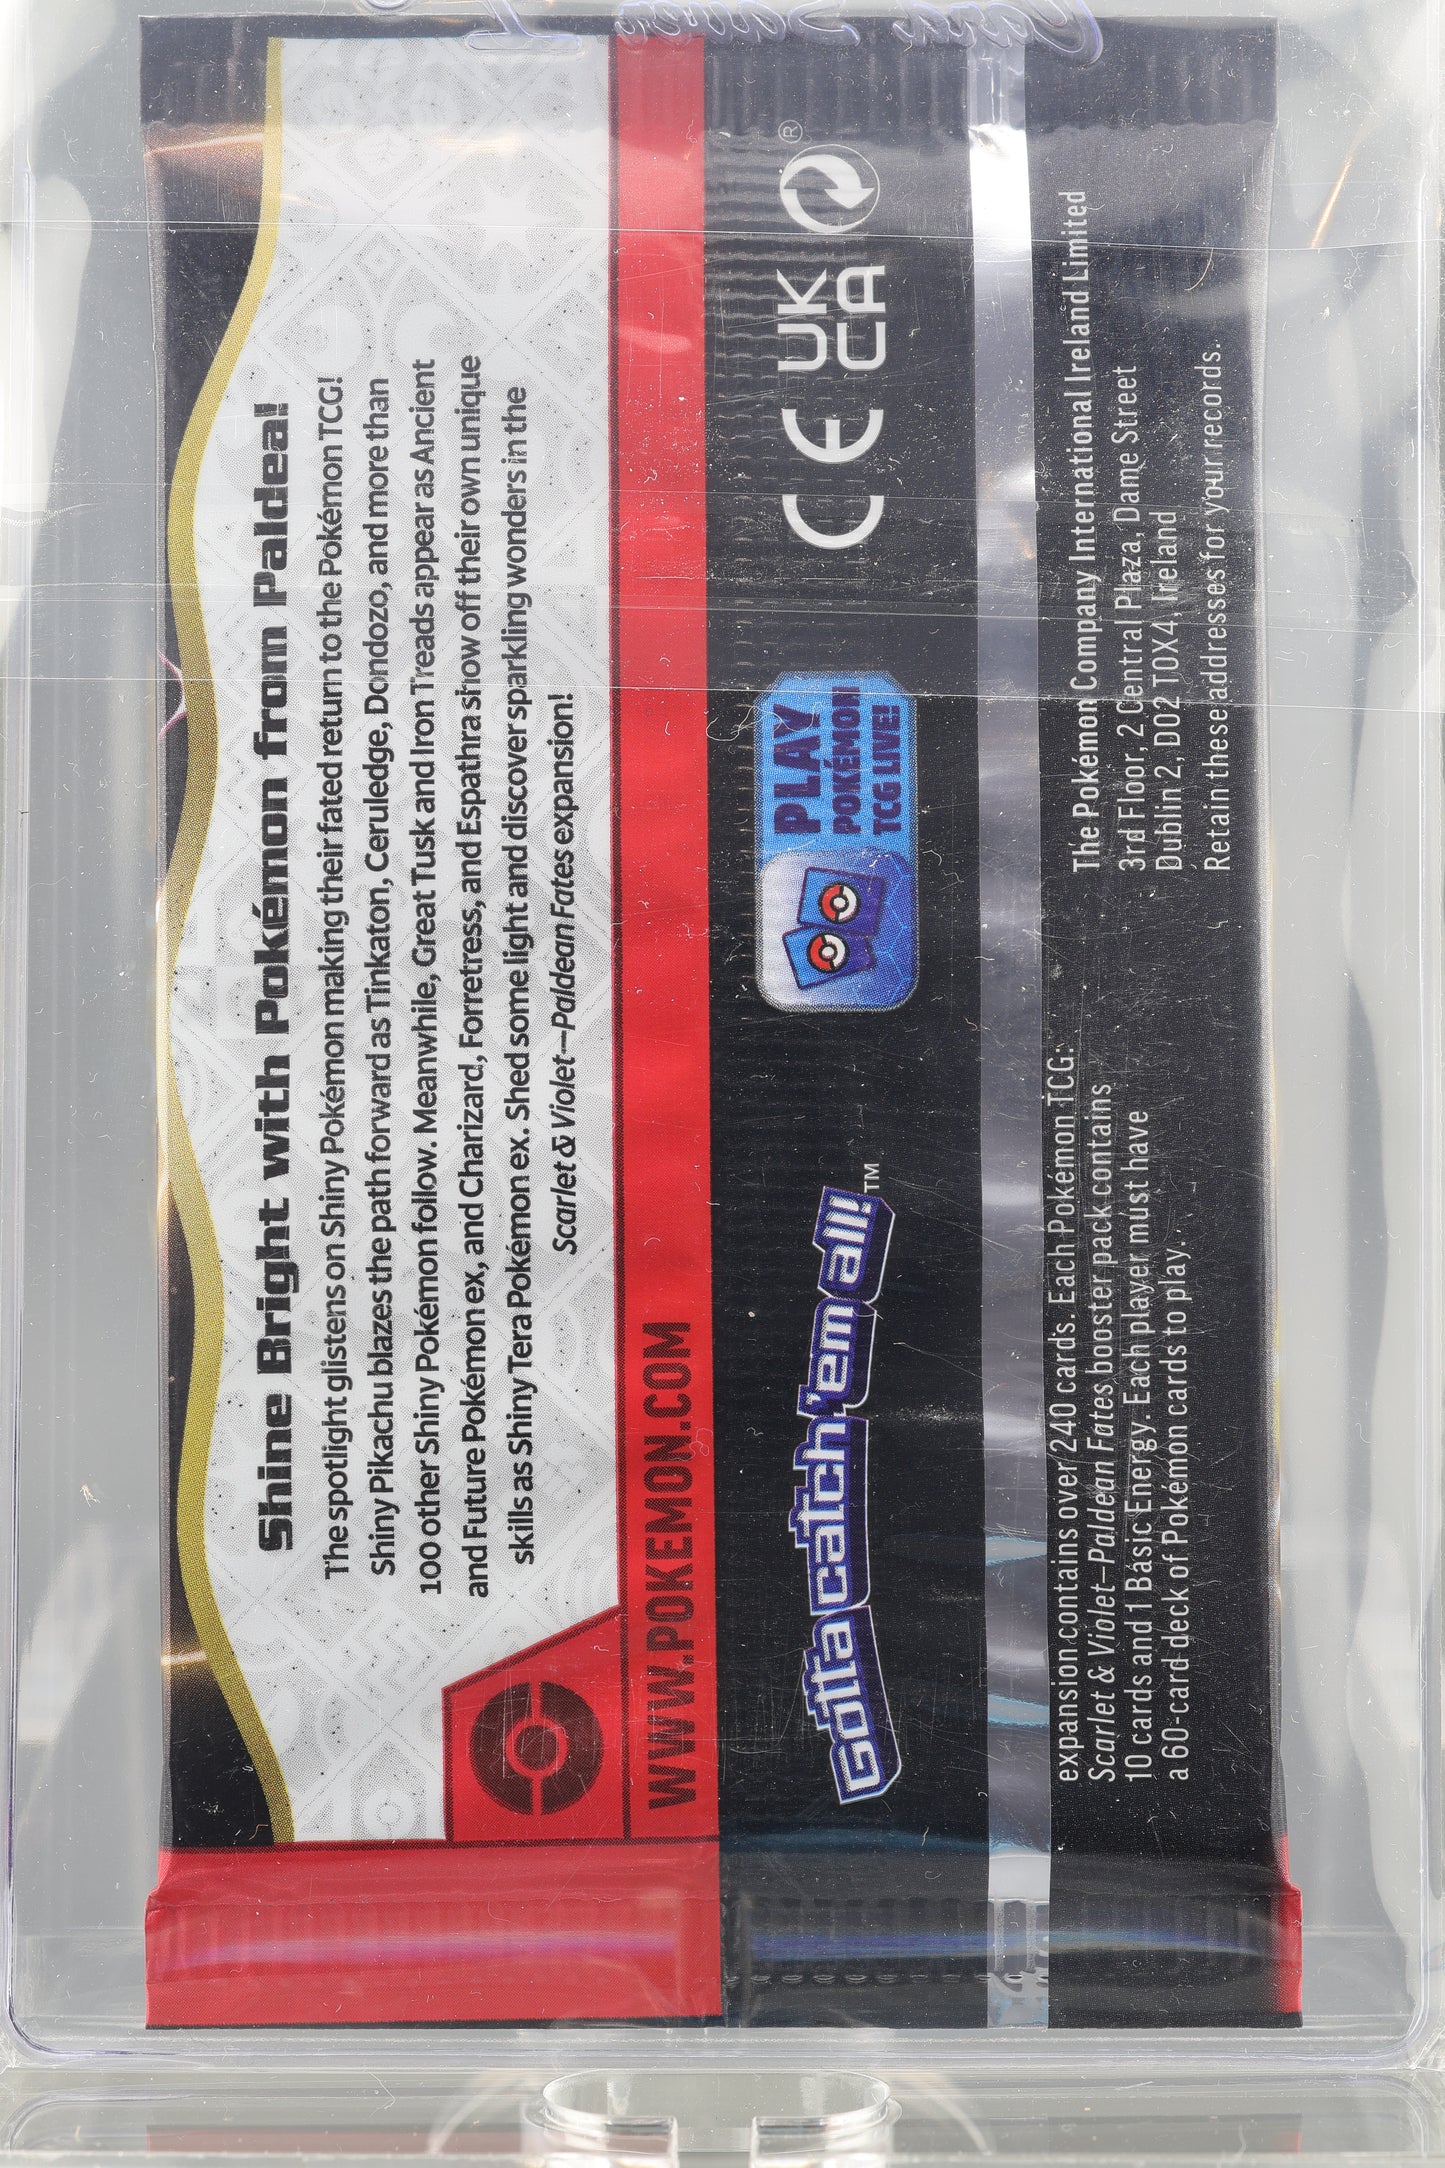 Shine Bright with Pokémon from Paldea!
The spotlight glistens on Shiny Pokémon making their fated return to the Pokémon TCG!
Shiny Pikachu blazes the path forward as Tinkaton, Ceruledge, Dondozo, and more than
100 other Shiny Pokémon follow. Meanwhile, Great Tusk and Iron Treads appear as Ancient
and Future Pokémon ex, and Charizard, Forretress, and Espathra show off their own unique
skills as Shiny Tera Pokémon ex. Shed some light and discover sparkling wonders in the
Scarlet & Violet—Paldean Fates expansion!
WWW.POKEMON.COM
Gotta catch 'em all!™
PLAY
POKÉMON
TCG LIVE!
CE
UK
CA
®
expansion contains over 240 cards. Each Pokémon TCG:
Scarlet & Violet—Paldean Fates booster pack contains
10 cards and 1 Basic Energy. Each player must have
a 60-card deck of Pokémon cards to play.
The Pokémon Company International Ireland Limited
3rd Floor, 2 Central Plaza, Dame Street
Dublin 2, D02 T0X4, Ireland
Retain these addresses for your records.